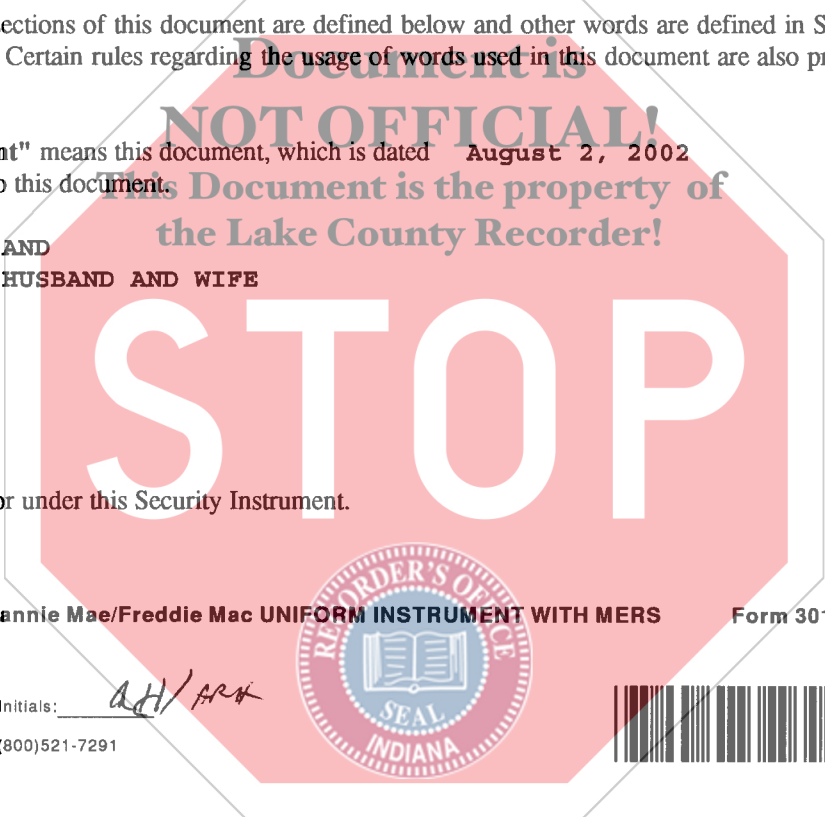 ections of this document are defined below and other words are defined in S
Certain rules regarding the usage of words used in this document are also pr
Document is
NOT OFFICIAL!
nt" means this document, which is dated August 2, 2002
o this document.
This Document is the property of
the Lake County Recorder!
AND
HUSBAND AND WIFE
STOP
or under this Security Instrument.
RECORDER'S OFFICE
SEAL
INDIANA
annie Mae/Freddie Mac UNIFORM INSTRUMENT WITH MERS Form 301
Initials:
(800)521-7291